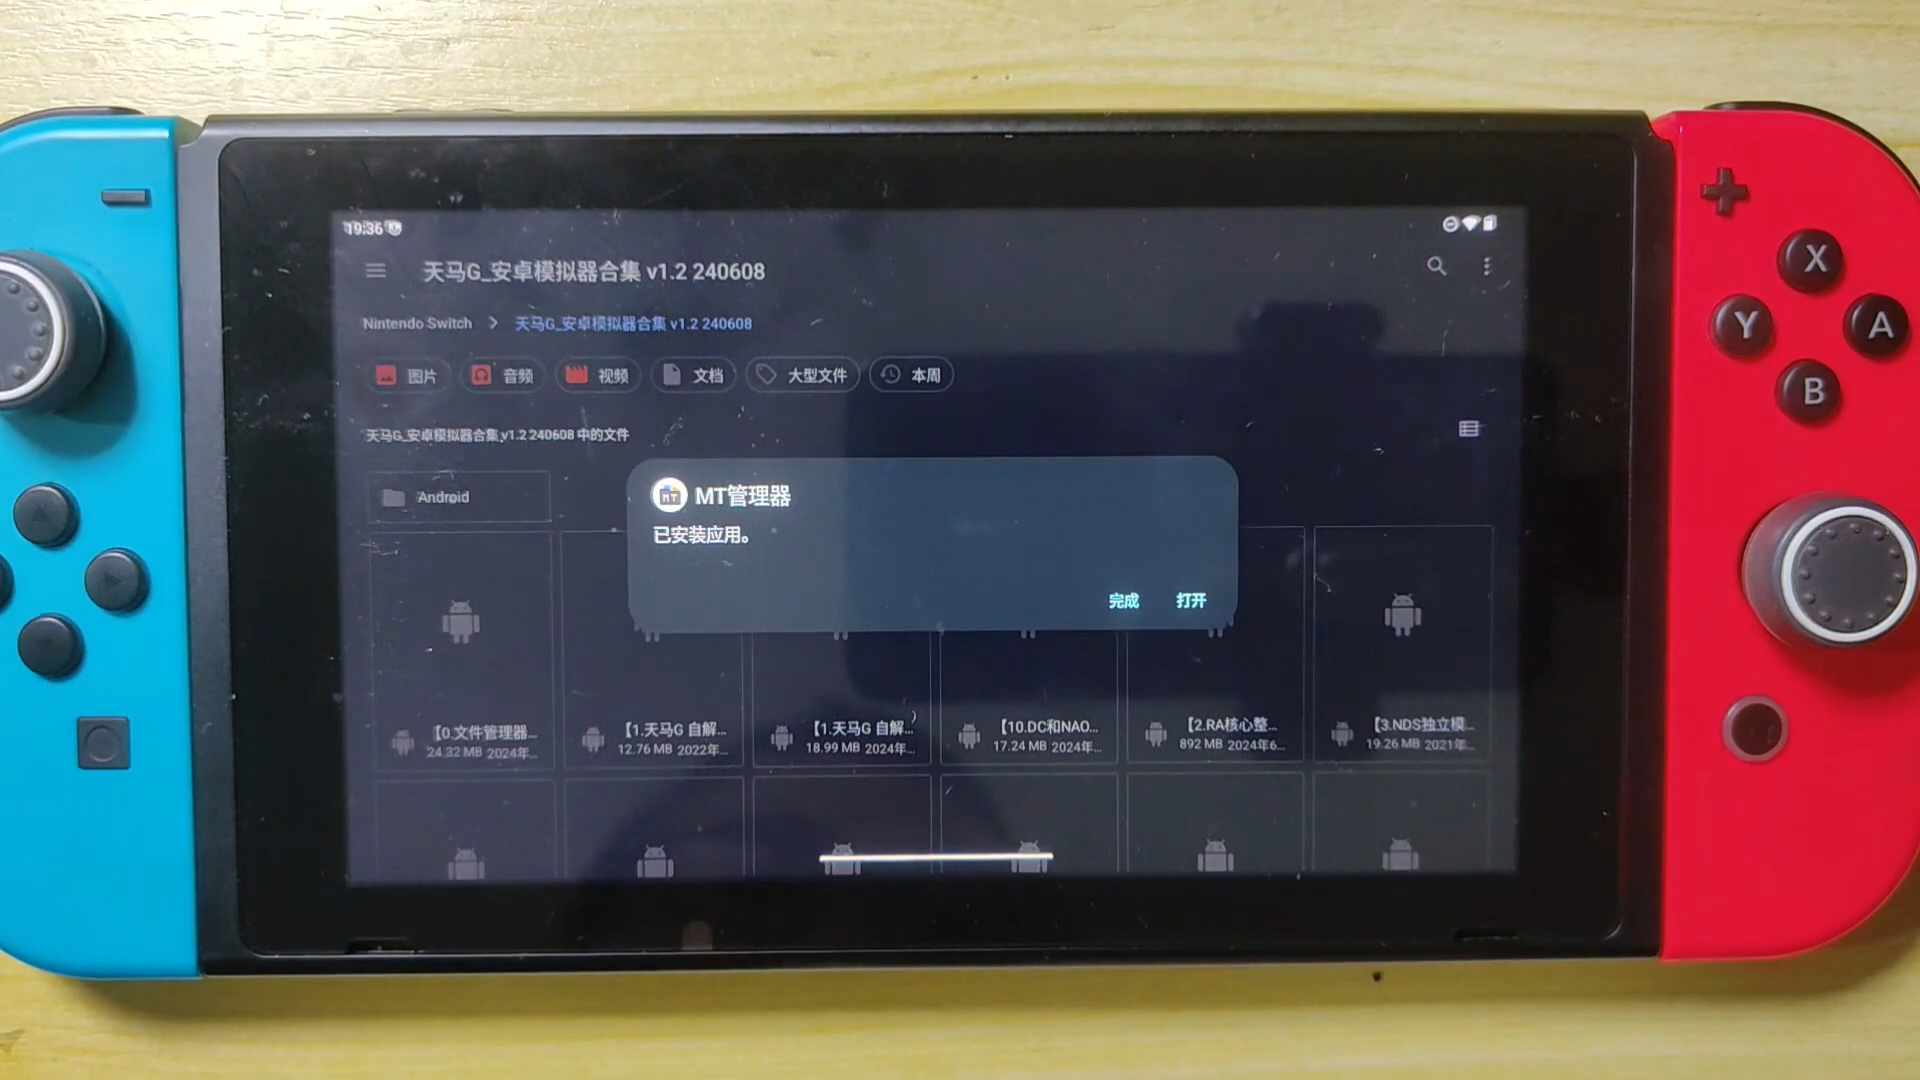 19:36
天马G_安卓模拟器合集 v1.2 240608
Nintendo Switch > 天马G_安卓模拟器合集 v1.2 240608
图片 音频 视频 文档 大型文件 本周
天马G_安卓模拟器合集 v1.2 240608 中的文件
Android
MT管理器
已安装应用。
完成 打开
【0.文件管理器... 【1.天马G 自解... 【1.天马G 自解... 【10.DC和NAO... 【2.RA核心整... 【3.NDS独立模...
24.32 MB 2024年... 12.76 MB 2022年... 18.99 MB 2024年... 17.24 MB 2024年... 892 MB 2024年6... 19.26 MB 2021年...
X
Y
A
B